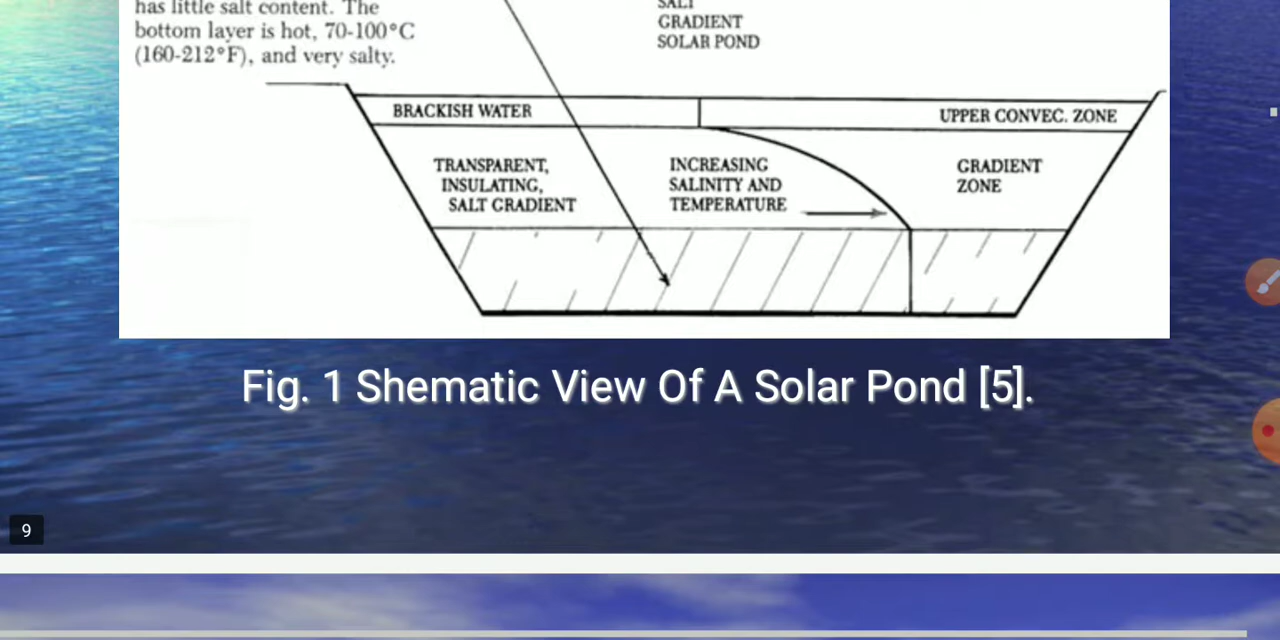 has little salt content. The
bottom layer is hot, 70-100°C
(160-212°F), and very salty.
SALT
GRADIENT
SOLAR POND
BRACKISH WATER
UPPER CONVEC. ZONE
TRANSPARENT,
INSULATING,
SALT GRADIENT
INCREASING
SALINITY AND
TEMPERATURE
GRADIENT
ZONE
Fig. 1 Shematic View Of A Solar Pond [5].
9